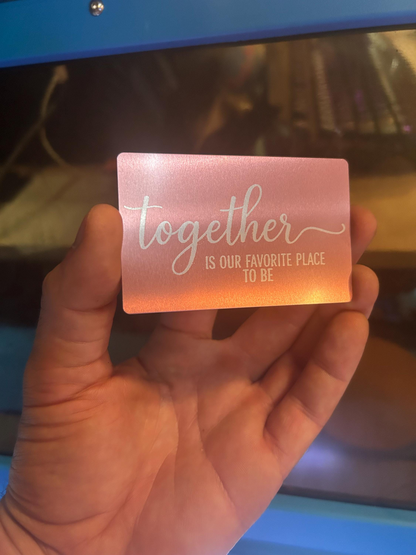 together
IS OUR FAVORITE PLACE
TO BE